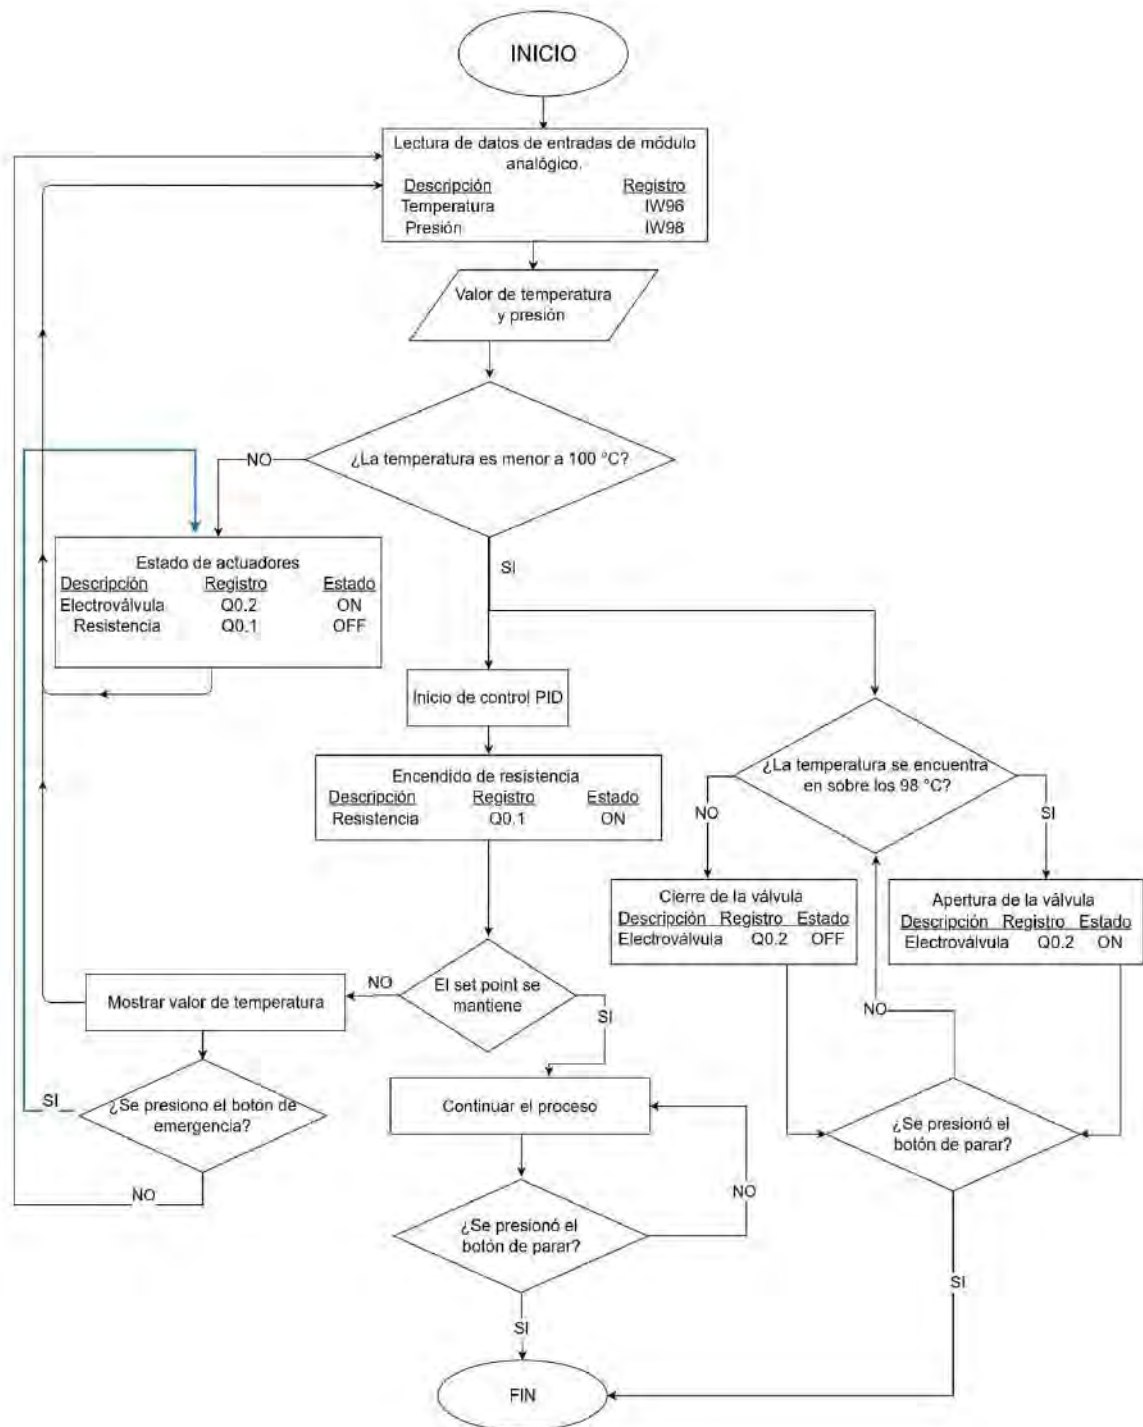 INICIO
Lectura de datos de entradas de módulo
analógico.
Descripción Registro
Temperatura IW96
Presión IW98
Valor de temperatura
y presión
¿La temperatura es menor a 100 °C?
NO
SI
Estado de actuadores
Descripción Registro Estado
Electroválvula Q0.2 ON
Resistencia Q0.1 OFF
Inicio de control PID
Encendido de resistencia
Descripción Registro Estado
Resistencia Q0.1 ON
¿La temperatura se encuentra
en sobre los 98 °C?
NO
SI
Cierre de la válvula
Descripción Registro Estado
Electroválvula Q0.2 OFF
Apertura de la válvula
Descripción Registro Estado
Electroválvula Q0.2 ON
El set point se
mantiene
NO
SI
Mostrar valor de temperatura
¿Se presiono el botón de
emergencia?
SI
NO
Continuar el proceso
¿Se presionó el
botón de parar?
NO
SI
¿Se presionó el
botón de parar?
NO
SI
FIN